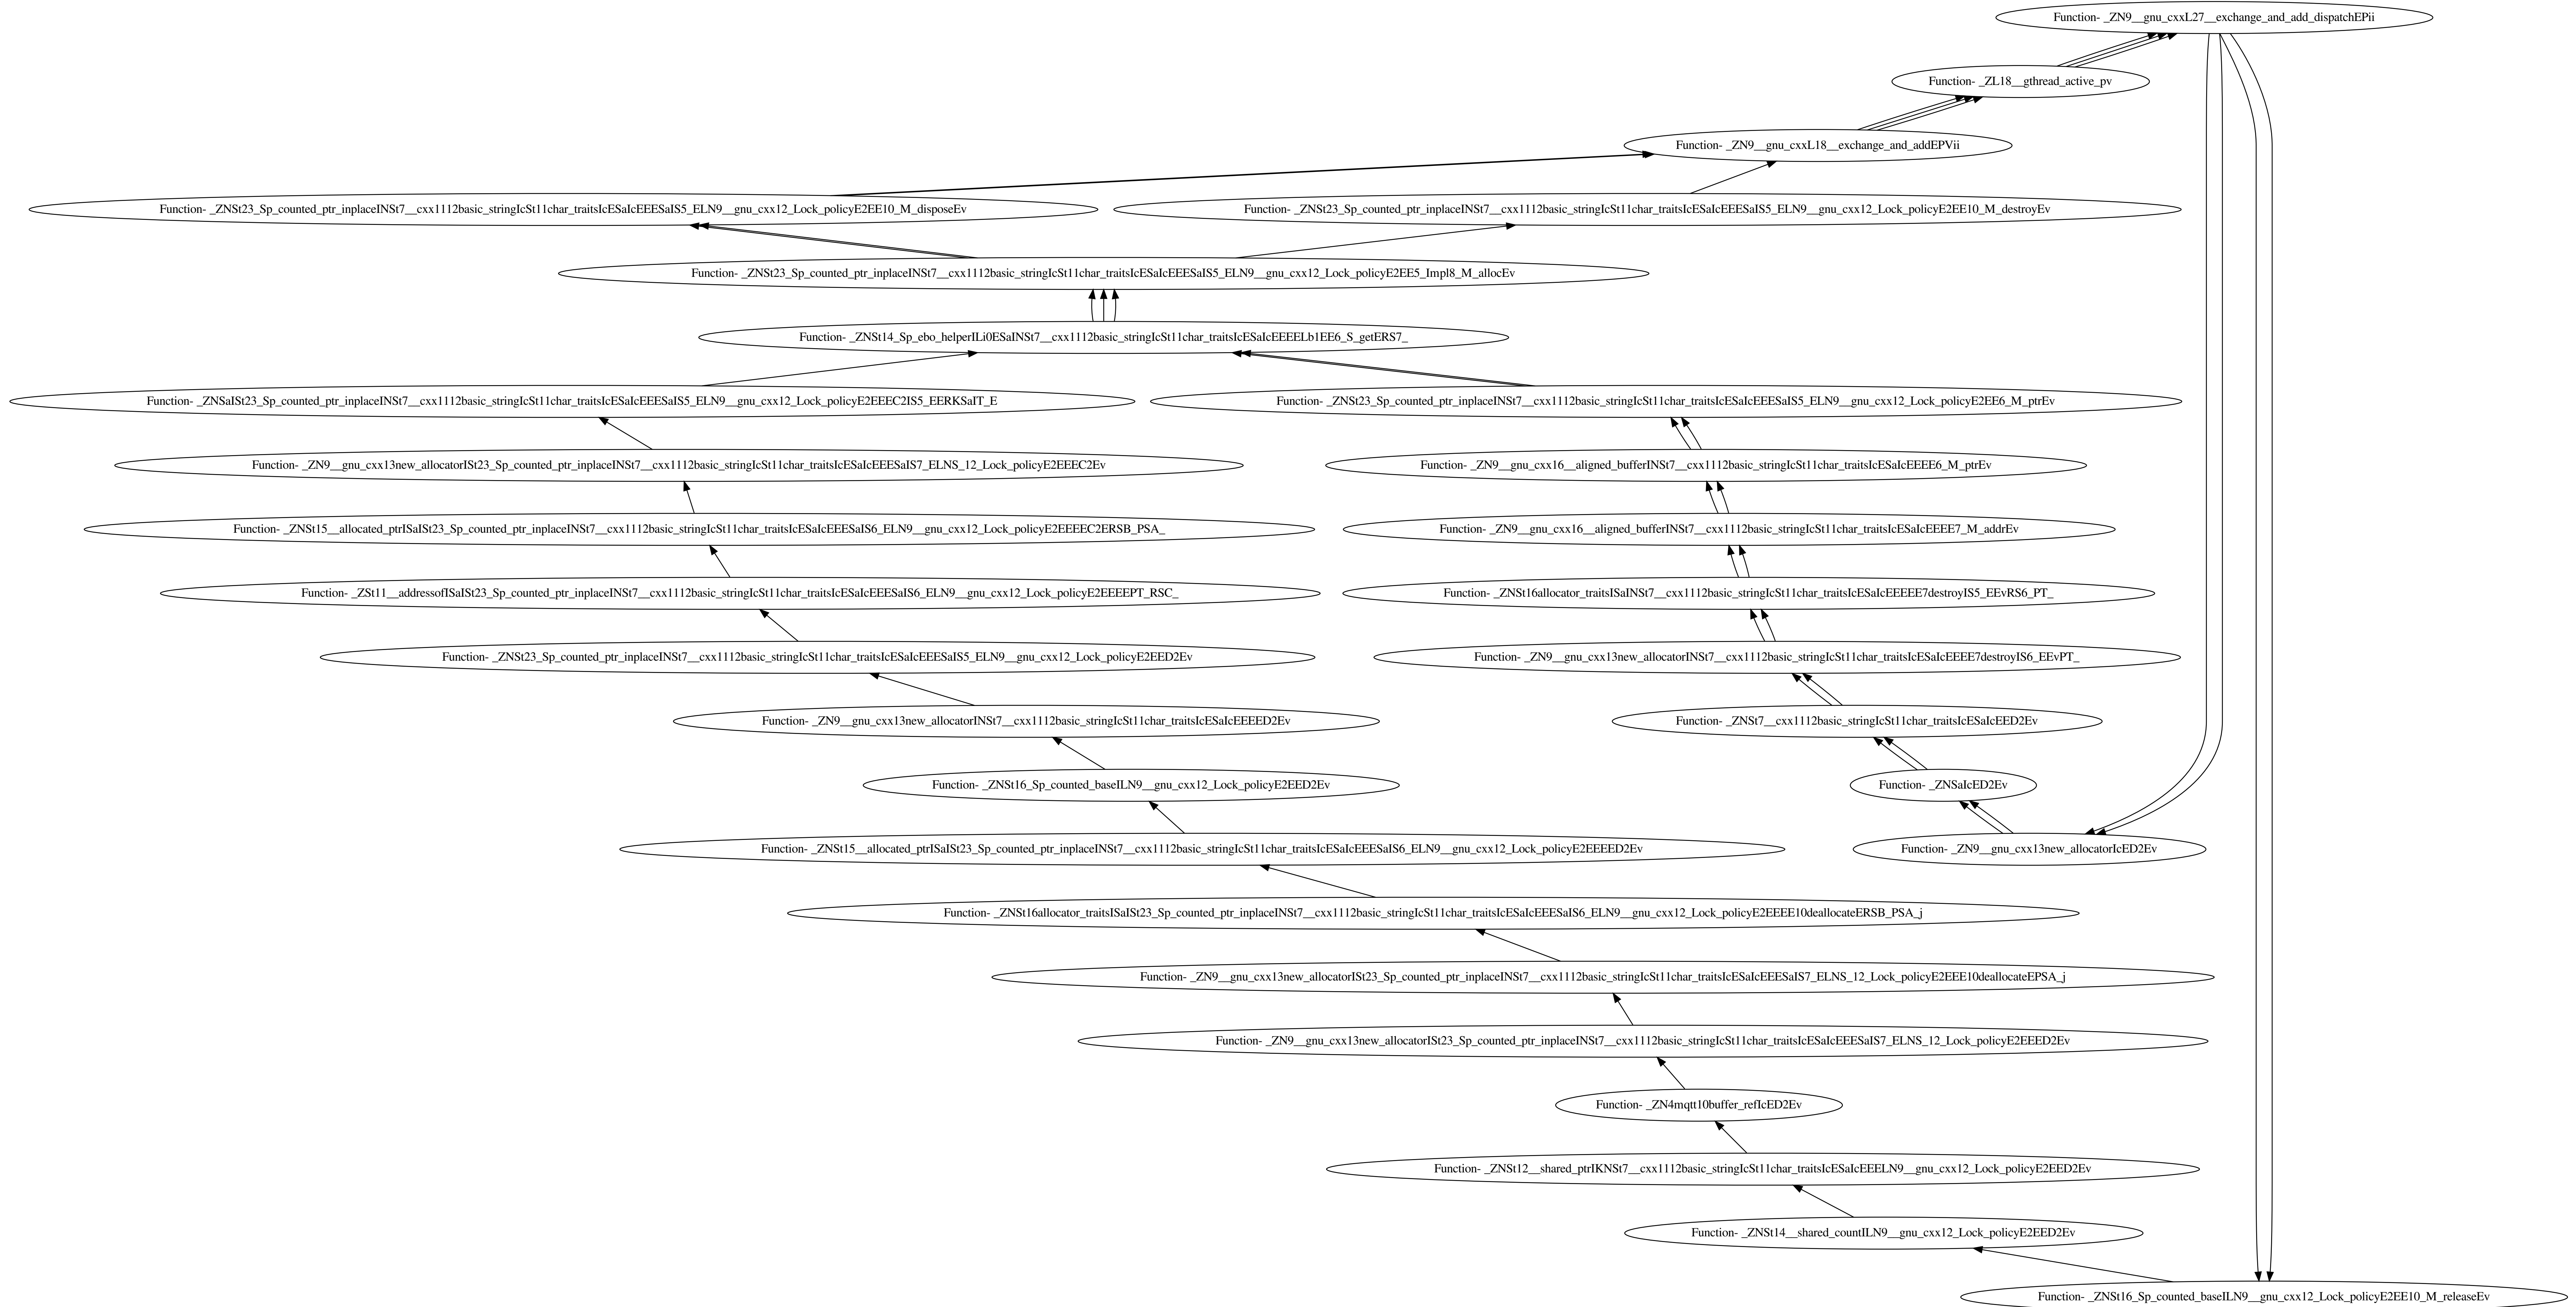 Function- _ZN9__gnu_cxxL27__exchange_and_add_dispatchEPii
Function- _ZL18__gthread_active_pv
Function- _ZN9__gnu_cxxL18__exchange_and_addEPVii
Function- _ZNSt23_Sp_counted_ptr_inplaceINSt7__cxx1112basic_stringIcSt11char_traitsIcESaIcEEESaIS5_ELN9__gnu_cxx12_Lock_policyE2EE10_M_disposeEv
Function- _ZNSt23_Sp_counted_ptr_inplaceINSt7__cxx1112basic_stringIcSt11char_traitsIcESaIcEEESaIS5_ELN9__gnu_cxx12_Lock_policyE2EE10_M_destroyEv
Function- _ZNSt23_Sp_counted_ptr_inplaceINSt7__cxx1112basic_stringIcSt11char_traitsIcESaIcEEESaIS5_ELN9__gnu_cxx12_Lock_policyE2EE5_Impl8_M_allocEv
Function- _ZNSt14_Sp_ebo_helperILi0ESaINSt7__cxx1112basic_stringIcSt11char_traitsIcESaIcEEEELb1EE6_S_getERS7_
Function- _ZNSaISt23_Sp_counted_ptr_inplaceINSt7__cxx1112basic_stringIcSt11char_traitsIcESaIcEEESaIS5_ELN9__gnu_cxx12_Lock_policyE2EEEC2IS5_EERKSaIT_E
Function- _ZNSt23_Sp_counted_ptr_inplaceINSt7__cxx1112basic_stringIcSt11char_traitsIcESaIcEEESaIS5_ELN9__gnu_cxx12_Lock_policyE2EE6_M_ptrEv
Function- _ZN9__gnu_cxx13new_allocatorISt23_Sp_counted_ptr_inplaceINSt7__cxx1112basic_stringIcSt11char_traitsIcESaIcEEESaIS7_ELNS_12_Lock_policyE2EEEC2Ev
Function- _ZN9__gnu_cxx16__aligned_bufferINSt7__cxx1112basic_stringIcSt11char_traitsIcESaIcEEEE6_M_ptrEv
Function- _ZNSt15__allocated_ptrISaISt23_Sp_counted_ptr_inplaceINSt7__cxx1112basic_stringIcSt11char_traitsIcESaIcEEESaIS6_ELN9__gnu_cxx12_Lock_policyE2EEEEC2ERSB_PSA_
Function- _ZN9__gnu_cxx16__aligned_bufferINSt7__cxx1112basic_stringIcSt11char_traitsIcESaIcEEEE7_M_addrEv
Function- _ZSt11__addressofISaISt23_Sp_counted_ptr_inplaceINSt7__cxx1112basic_stringIcSt11char_traitsIcESaIcEEESaIS6_ELN9__gnu_cxx12_Lock_policyE2EEEEPT_RSC_
Function- _ZNSt16allocator_traitsISaINSt7__cxx1112basic_stringIcSt11char_traitsIcESaIcEEEEE7destroyIS5_EEvRS6_PT_
Function- _ZNSt23_Sp_counted_ptr_inplaceINSt7__cxx1112basic_stringIcSt11char_traitsIcESaIcEEESaIS5_ELN9__gnu_cxx12_Lock_policyE2EED2Ev
Function- _ZN9__gnu_cxx13new_allocatorINSt7__cxx1112basic_stringIcSt11char_traitsIcESaIcEEEE7destroyIS6_EEvPT_
Function- _ZN9__gnu_cxx13new_allocatorINSt7__cxx1112basic_stringIcSt11char_traitsIcESaIcEEEED2Ev
Function- _ZNSt7__cxx1112basic_stringIcSt11char_traitsIcESaIcEED2Ev
Function- _ZNSt16_Sp_counted_baseILN9__gnu_cxx12_Lock_policyE2EED2Ev
Function- _ZNSaIcED2Ev
Function- _ZNSt15__allocated_ptrISaISt23_Sp_counted_ptr_inplaceINSt7__cxx1112basic_stringIcSt11char_traitsIcESaIcEEESaIS6_ELN9__gnu_cxx12_Lock_policyE2EEEED2Ev
Function- _ZN9__gnu_cxx13new_allocatorIcED2Ev
Function- _ZNSt16allocator_traitsISaISt23_Sp_counted_ptr_inplaceINSt7__cxx1112basic_stringIcSt11char_traitsIcESaIcEEESaIS6_ELN9__gnu_cxx12_Lock_policyE2EEEE10deallocateERSB_PSA_j
Function- _ZN9__gnu_cxx13new_allocatorISt23_Sp_counted_ptr_inplaceINSt7__cxx1112basic_stringIcSt11char_traitsIcESaIcEEESaIS7_ELNS_12_Lock_policyE2EEE10deallocateEPSA_j
Function- _ZN9__gnu_cxx13new_allocatorISt23_Sp_counted_ptr_inplaceINSt7__cxx1112basic_stringIcSt11char_traitsIcESaIcEEESaIS7_ELNS_12_Lock_policyE2EEED2Ev
Function- _ZN4mqtt10buffer_refIcED2Ev
Function- _ZNSt12__shared_ptrIKNSt7__cxx1112basic_stringIcSt11char_traitsIcESaIcEEELN9__gnu_cxx12_Lock_policyE2EED2Ev
Function- _ZNSt14__shared_countILN9__gnu_cxx12_Lock_policyE2EED2Ev
Function- _ZNSt16_Sp_counted_baseILN9__gnu_cxx12_Lock_policyE2EE10_M_releaseEv